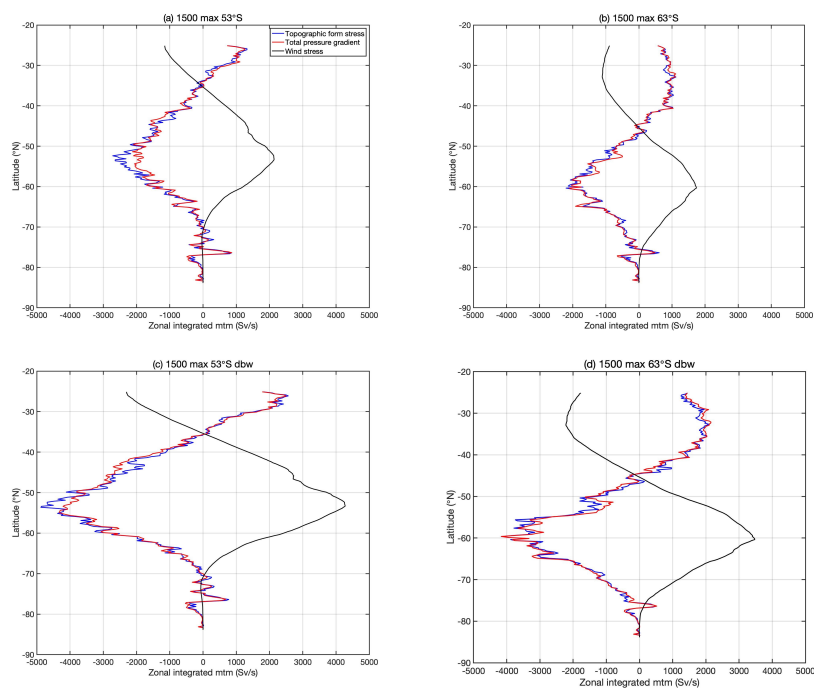 (a) 1500 max 53°S
-20
-30
-40
-50
-60
-70
-80
-90
Latitude (°N)
-5000 -4000 -3000 -2000 -1000 0 1000 2000 3000 4000 5000
Zonal integrated mtm (Sv/s)
Topographic form stress
Total pressure gradient
Wind stress
(b) 1500 max 63°S
-20
-30
-40
-50
-60
-70
-80
-90
Latitude (°N)
-5000 -4000 -3000 -2000 -1000 0 1000 2000 3000 4000 5000
Zonal integrated mtm (Sv/s)
(c) 1500 max 53°S dbw
-20
-30
-40
-50
-60
-70
-80
-90
Latitude (°N)
-5000 -4000 -3000 -2000 -1000 0 1000 2000 3000 4000 5000
Zonal integrated mtm (Sv/s)
(d) 1500 max 63°S dbw
-20
-30
-40
-50
-60
-70
-80
-90
Latitude (°N)
-5000 -4000 -3000 -2000 -1000 0 1000 2000 3000 4000 5000
Zonal integrated mtm (Sv/s)